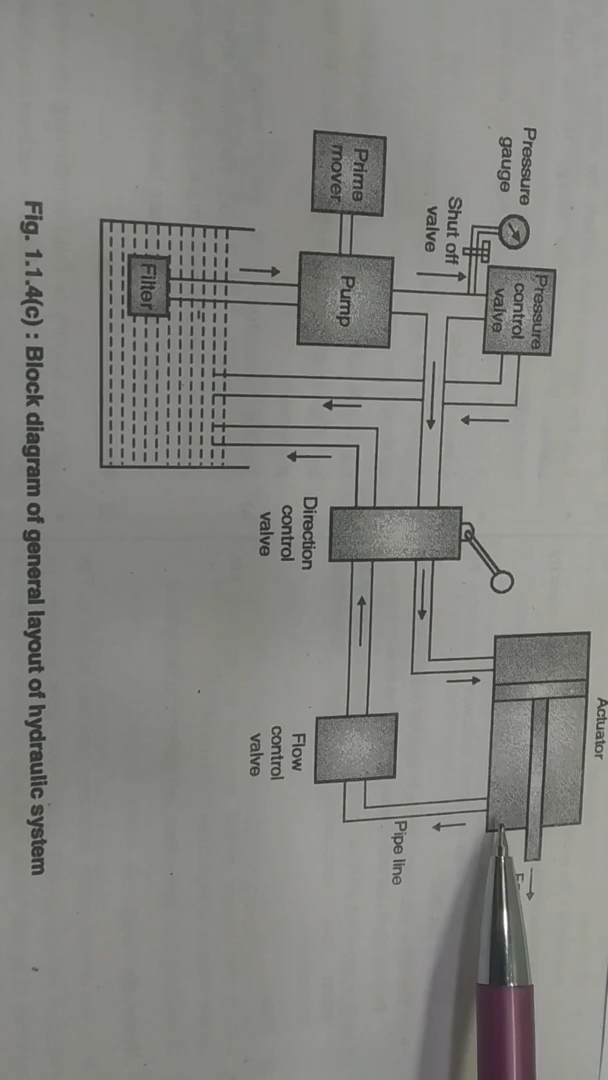 Actuator
Pressure
gauge
Pressure
control
valve
Shut off
valve
Prime
mover
Pump
Pipe line
Direction
control
valve
Flow
control
valve
Filter
Fig. 1.1.4(c) : Block diagram of general layout of hydraulic system